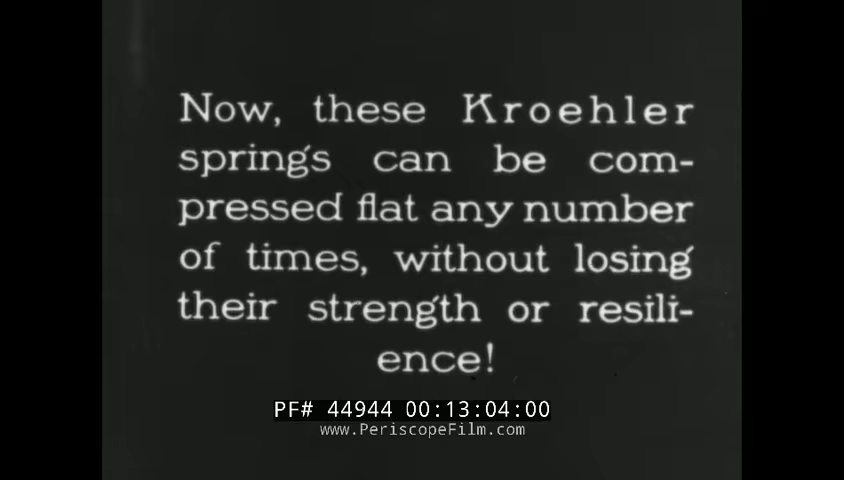 Now, these Kroehler
springs can be com-
pressed flat any number
of times, without losing
their strength or resili-
ence!
PF# 44944 00:13:04:00
www.PeriscopeFilm.com